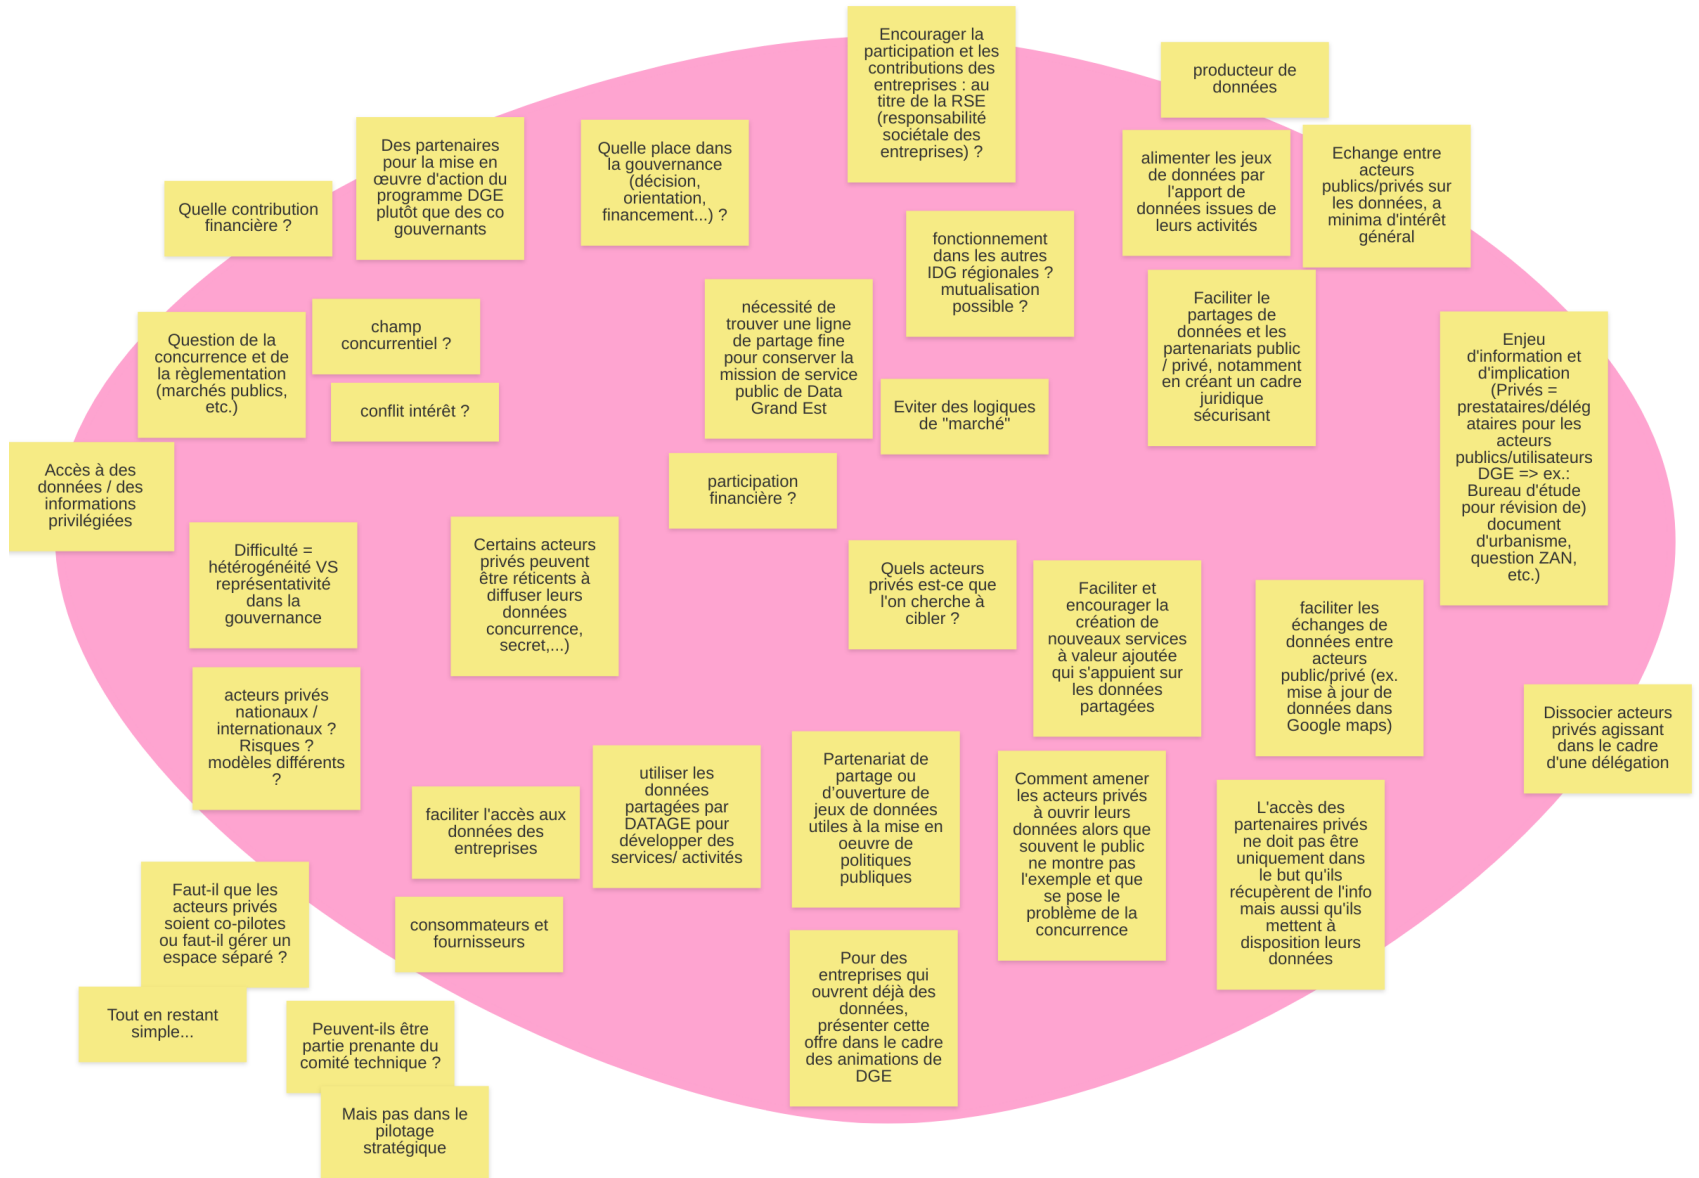 Encourager la
participation et les
contributions des
entreprises : au
titre de la RSE
(responsabilité
sociétale des
entreprises) ?
producteur de
données
Des partenaires
pour la mise en
œuvre d'action du
programme DGE
plutôt que des co
gouvernants
Quelle place dans
la gouvernance
(décision,
orientation,
financement...) ?
alimenter les jeux
de données par
l'apport de
données issues de
leurs activités
Echange entre
acteurs
publics/privés sur
les données, a
minima d'intérêt
général
Quelle contribution
financière ?
fonctionnement
dans les autres
IDG régionales ?
mutualisation
possible ?
nécessité de
trouver une ligne
de partage fine
pour conserver la
mission de service
public de Data
Grand Est
Faciliter le
partages de
données et les
partenariats public
/ privé, notamment
en créant un cadre
juridique
sécurisant
champ
concurrentiel ?
Question de la
concurrence et de
la règlementation
(marchés publics,
etc.)
conflit intérêt ?
Eviter des logiques
de "marché"
Enjeu
d'information et
d'implication
(Privés =
prestataires/délég
ataires pour les
acteurs
publics/utilisateurs
DGE => ex.:
Bureau d'étude
pour révision de)
document
d'urbanisme,
question ZAN,
etc.)
Accès à des
données / des
informations
privilégiées
participation
financière ?
Difficulté =
hétérogénéité VS
représentativité
dans la
gouvernance
Certains acteurs
privés peuvent
être réticents à
diffuser leurs
données
concurrence,
secret,...)
Quels acteurs
privés est-ce que
l'on cherche à
cibler ?
Faciliter et
encourager la
création de
nouveaux services
à valeur ajoutée
qui s'appuient sur
les données
partagées
faciliter les
échanges de
données entre
acteurs
public/privé (ex.
mise à jour de
données dans
Google maps)
acteurs privés
nationaux /
internationaux ?
Risques ?
modèles différents
?
Dissocier acteurs
privés agissant
dans le cadre
d'une délégation
faciliter l'accès aux
données des
entreprises
utiliser les
données
partagées par
DATAGE pour
développer des
services/ activités
Partenariat de
partage ou
d'ouverture de
jeux de données
utiles à la mise en
oeuvre de
politiques
publiques
Comment amener
les acteurs privés
à ouvrir leurs
données alors que
souvent le public
ne montre pas
l'exemple et que
se pose le
problème de la
concurrence
L'accès des
partenaires privés
ne doit pas être
uniquement dans
le but qu'ils
récupèrent de l'info
mais aussi qu'ils
mettent à
disposition leurs
données
Faut-il que les
acteurs privés
soient co-pilotes
ou faut-il gérer un
espace séparé ?
consommateurs et
fournisseurs
Pour des
entreprises qui
ouvrent déjà des
données,
présenter cette
offre dans le cadre
des animations de
DGE
Tout en restant
simple...
Peuvent-ils être
partie prenante du
comité technique ?
Mais pas dans le
pilotage
stratégique